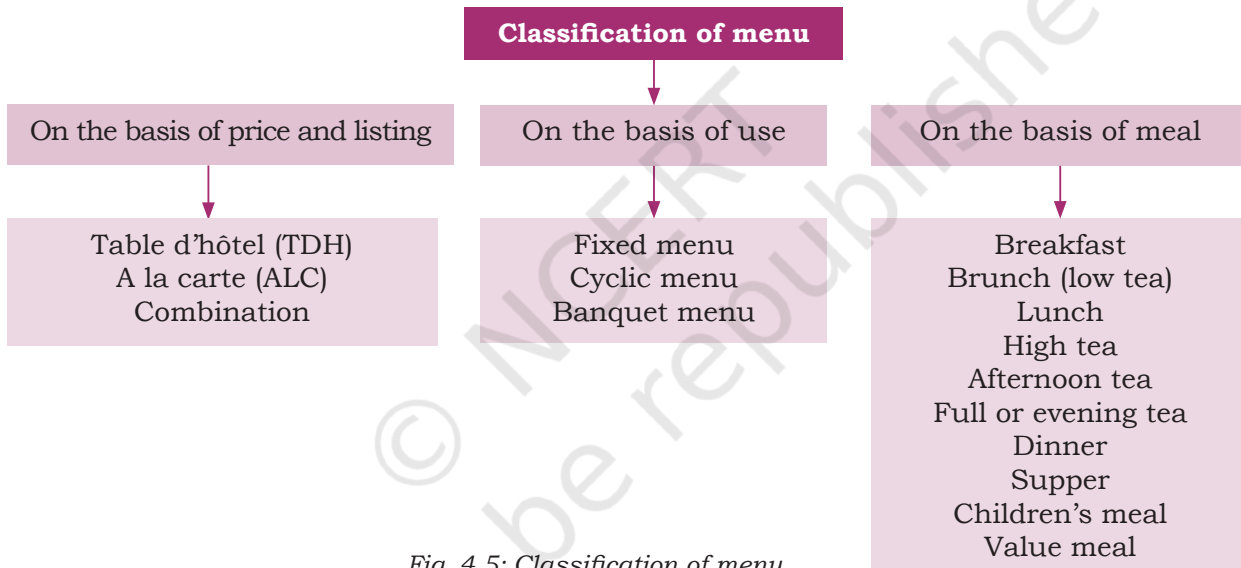 Classification of menu
On the basis of price and listing
Table d’hôtel (TDH)
A la carte (ALC)
Combination
On the basis of use
Fixed menu
Cyclic menu
Banquet menu
On the basis of meal
Breakfast
Brunch (low tea)
Lunch
High tea
Afternoon tea
Full or evening tea
Dinner
Supper
Children’s meal
Value meal
Fig. 4.5: Classification of menu
© NCERT
be republishe